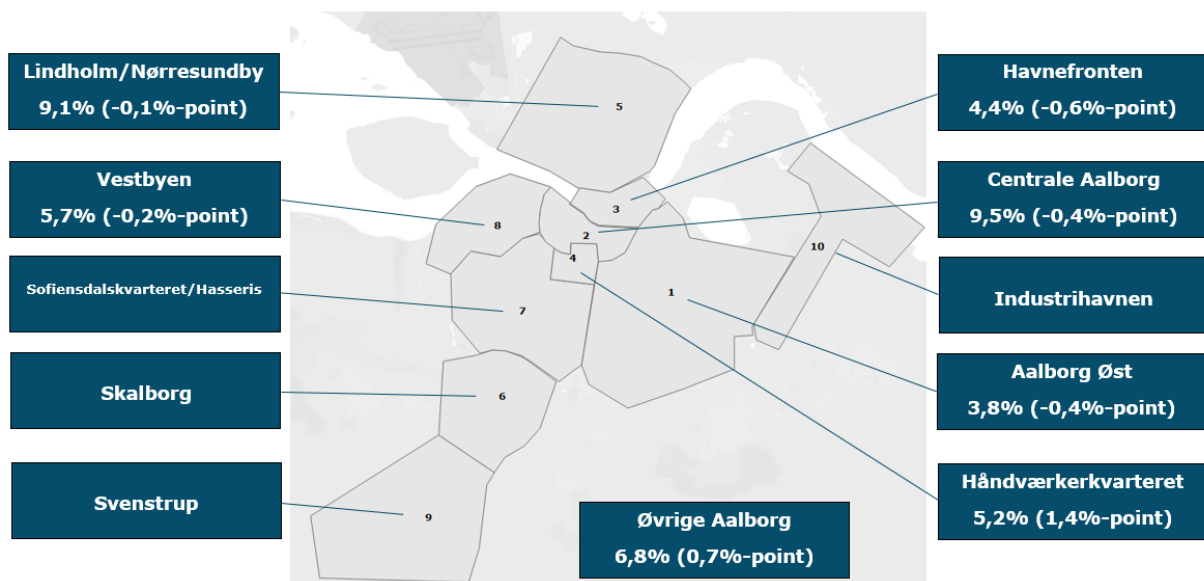 Lindholm/Nørresundby
9,1% (-0,1%-point)
Vestbyen
5,7% (-0,2%-point)
Sofiensdalskvarteret/Hasseris
Skalborg
Svenstrup
5
3
8
2
4
10
1
7
6
9
Øvrige Aalborg
6,8% (0,7%-point)
Havnefronten
4,4% (-0,6%-point)
Centrale Aalborg
9,5% (-0,4%-point)
Industrihavnen
Aalborg Øst
3,8% (-0,4%-point)
Håndværkerkvarteret
5,2% (1,4%-point)